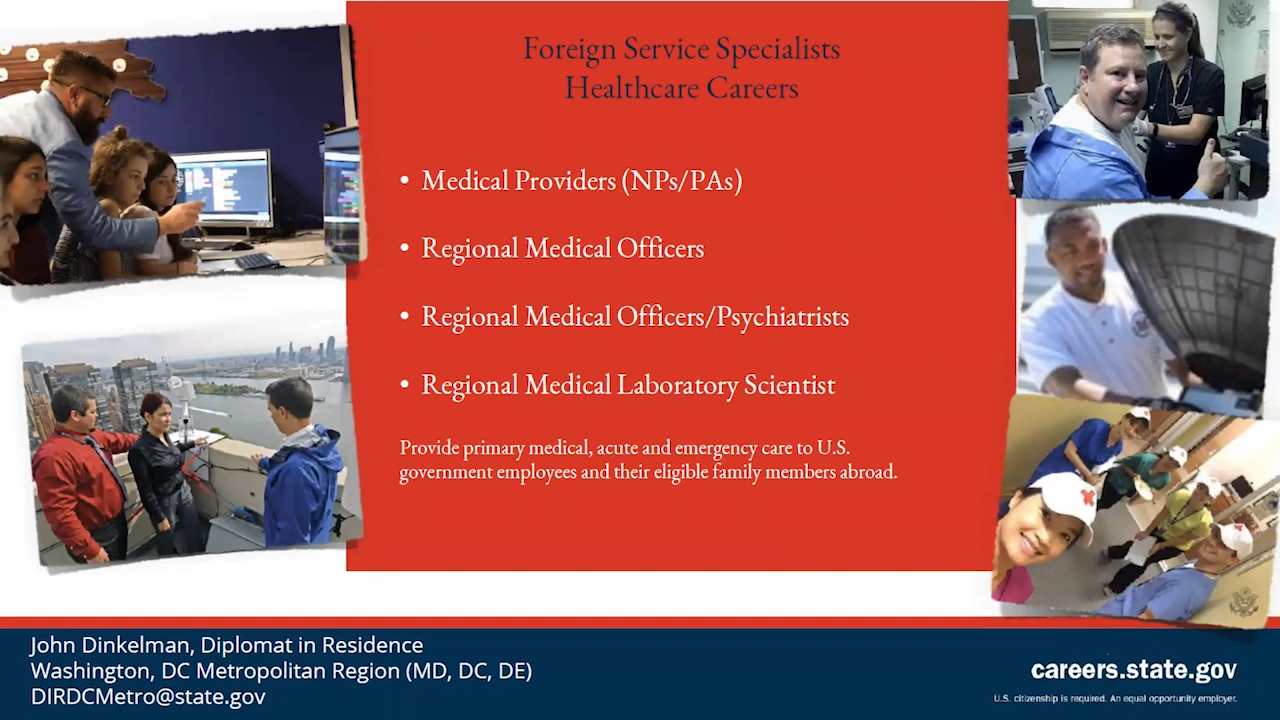 Foreign Service Specialists
Healthcare Careers
• Medical Providers (NPs/PAs)
• Regional Medical Officers
• Regional Medical Officers/Psychiatrists
• Regional Medical Laboratory Scientist
Provide primary medical, acute and emergency care to U.S.
government employees and their eligible family members abroad.
John Dinkelman, Diplomat in Residence
Washington, DC Metropolitan Region (MD, DC, DE)
DIRDCMetro@state.gov
careers.state.gov
U.S. citizenship is required. An equal opportunity employer.